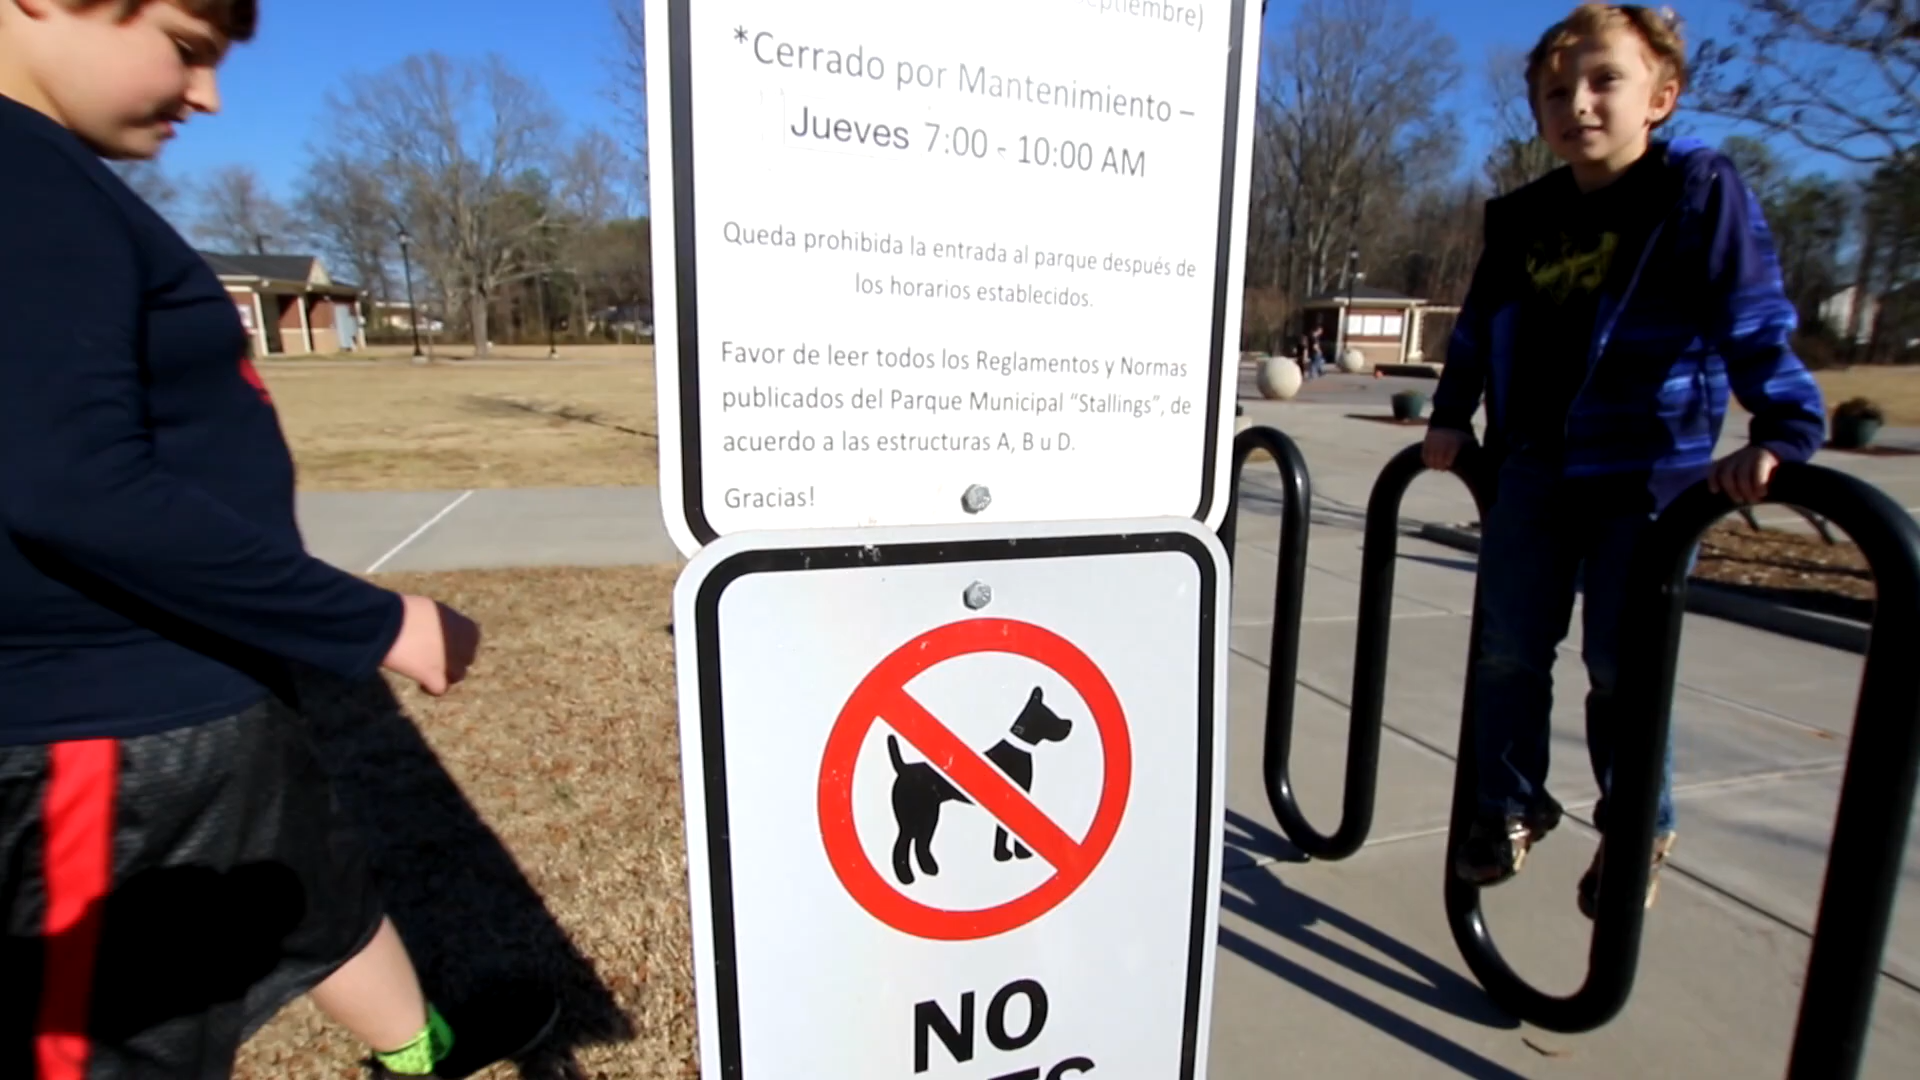 *Cerrado por Mantenimiento –
Jueves 7:00 - 10:00 AM
Queda prohibida la entrada al parque después de
los horarios establecidos.
Favor de leer todos los Reglamentos y Normas
publicados del Parque Municipal “Stallings”, de
acuerdo a las estructuras A, B u D.
Gracias!
NO